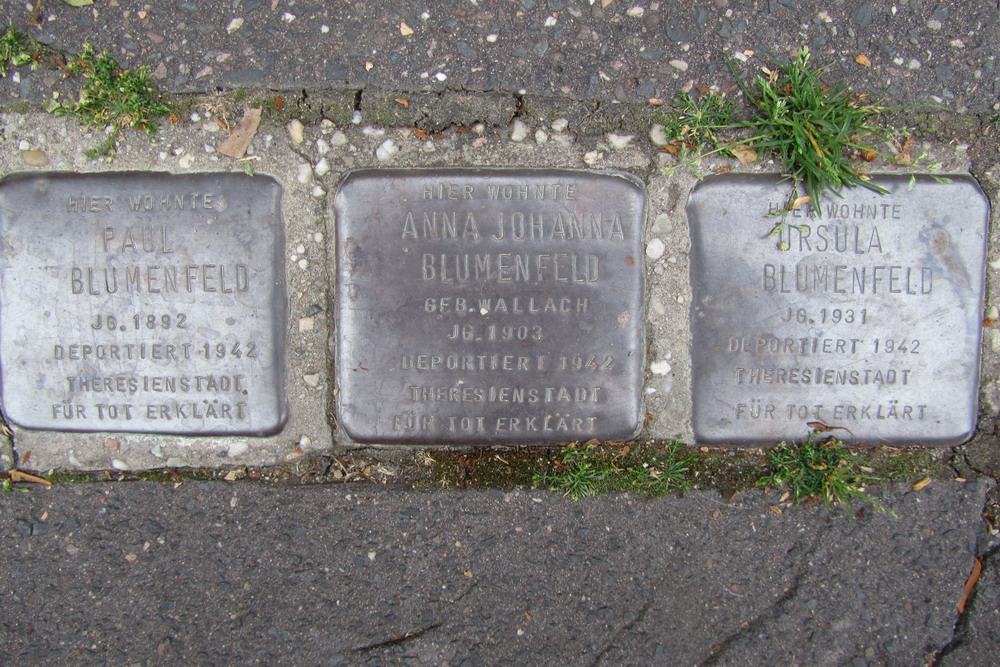 HIER WOHNTE
PAUL
BLUMENFELD
JG. 1892
DEPORTIERT 1942
THERESIENSTADT
FÜR TOT ERKLÄRT
HIER WOHNTE
ANNA JOHANNA
BLUMENFELD
GEB. WALLACH
JG. 1903
DEPORTIERT 1942
THERESIENSTADT
FÜR TOT ERKLÄRT
HIER WOHNTE
URSULA
BLUMENFELD
JG. 1931
DEPORTIERT 1942
THERESIENSTADT
FÜR TOT ERKLÄRT